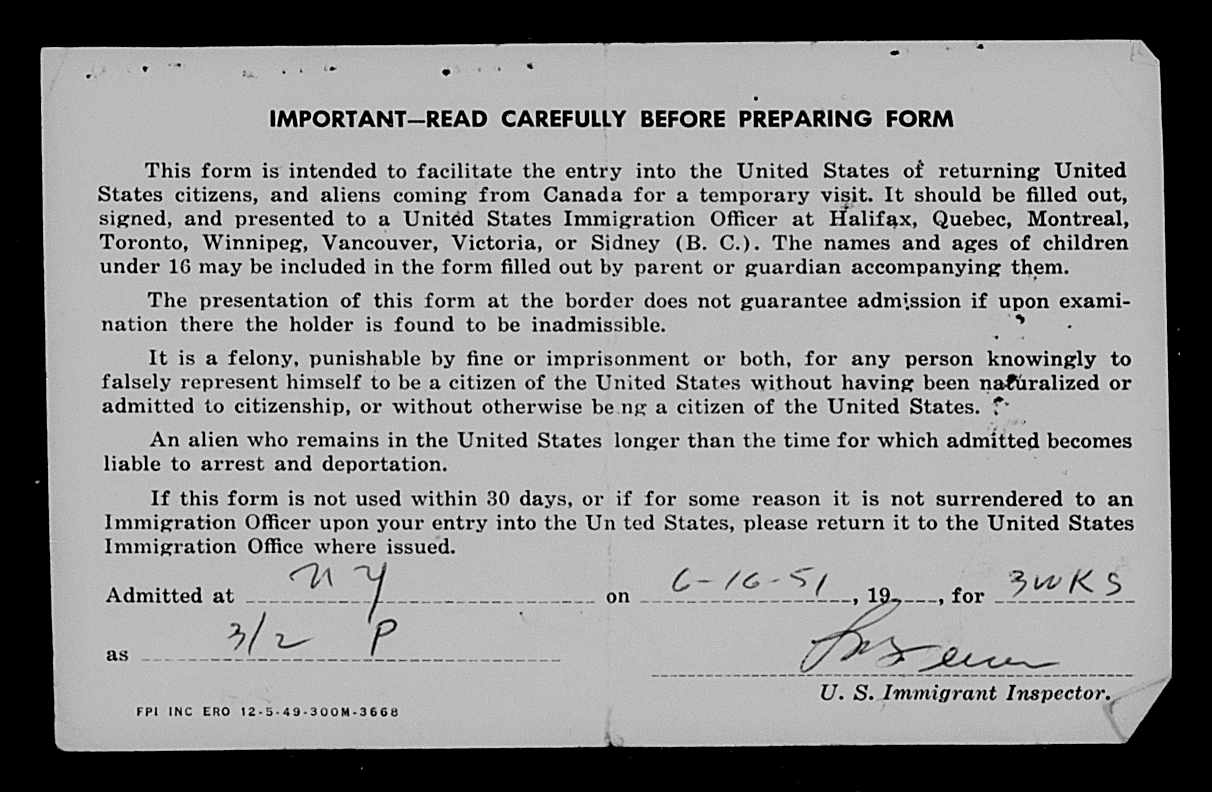 IMPORTANT—READ CAREFULLY BEFORE PREPARING FORM
This form is intended to facilitate the entry into the United States of returning United
States citizens, and aliens coming from Canada for a temporary visit. It should be filled out,
signed, and presented to a United States Immigration Officer at Halifax, Quebec, Montreal,
Toronto, Winnipeg, Vancouver, Victoria, or Sidney (B. C.). The names and ages of children
under 16 may be included in the form filled out by parent or guardian accompanying them.
The presentation of this form at the border does not guarantee admission if upon exami-
nation there the holder is found to be inadmissible.
It is a felony, punishable by fine or imprisonment or both, for any person knowingly to
falsely represent himself to be a citizen of the United States without having been naturalized or
admitted to citizenship, or without otherwise be ng a citizen of the United States.
An alien who remains in the United States longer than the time for which admitted becomes
liable to arrest and deportation.
If this form is not used within 30 days, or if for some reason it is not surrendered to an
Immigration Officer upon your entry into the Un ted States, please return it to the United States
Immigration Office where issued.
Admitted at NY on 6-16-51, 19, for 3 WKS
as 3/2 P
U. S. Immigrant Inspector.
FPI INC ERO 12-5-49-300M-3668